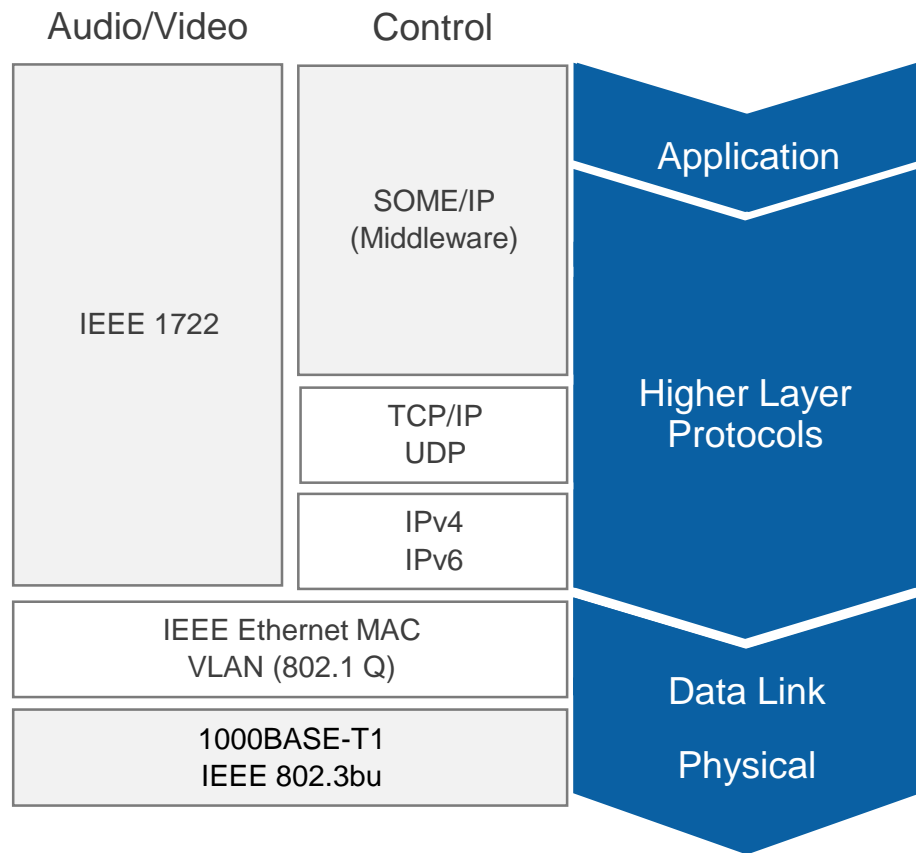 Audio/Video
Control
IEEE 1722
SOME/IP
(Middleware)
TCP/IP
UDP
IPv4
IPv6
IEEE Ethernet MAC
VLAN (802.1 Q)
1000BASE-T1
IEEE 802.3bu
Application
Higher Layer
Protocols
Data Link
Physical